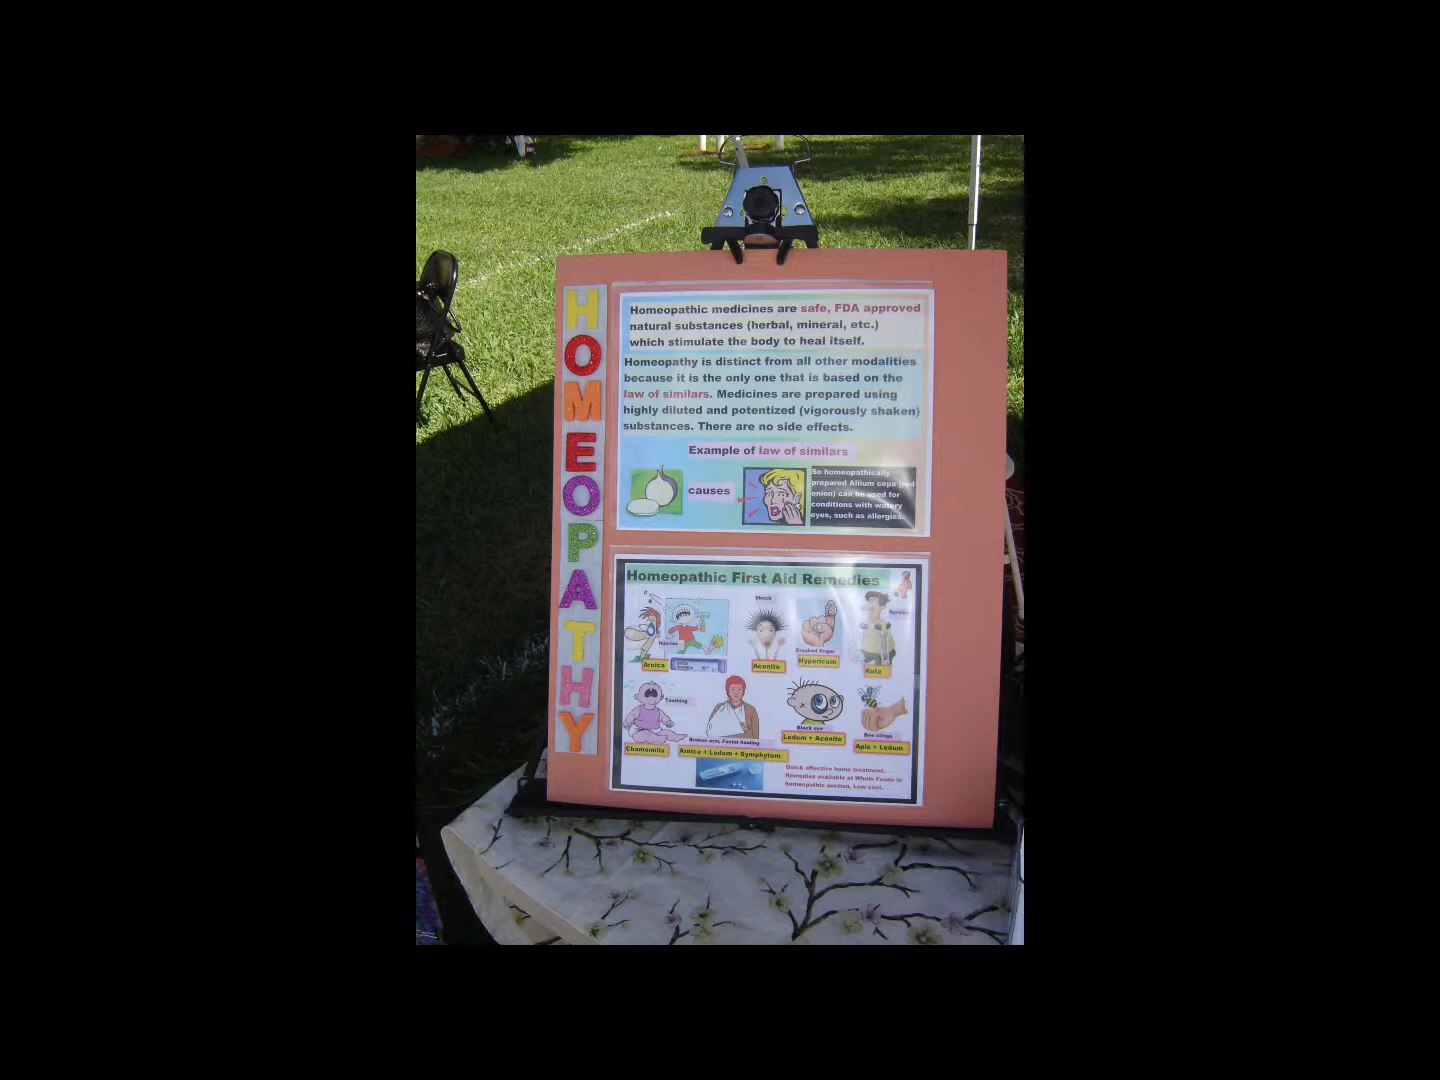 HOMEOPATHY
Homeopathic medicines are safe, FDA approved
natural substances (herbal, mineral, etc.)
which stimulate the body to heal itself.
Homeopathy is distinct from all other modalities
because it is the only one that is based on the
law of similars. Medicines are prepared using
highly diluted and potentized (vigorously shaken)
substances. There are no side effects.
Example of law of similars
causes
So homeopathically
prepared Allium cepa (red
onion) can be used for
conditions with watery
eyes, such as allergies.
Homeopathic First Aid Remedies
Injuries
Arnica
Shock
Aconite
Crushed finger
Hypericum
Sprains
Ruta
Teething
Chamomilla
Broken arm, Faster healing
Arnica + Ledum + Symphytum
Black eye
Ledum + Aconite
Bee stings
Apis + Ledum
Quick effective home treatment,
Remedies available at Whole Foods in
homeopathic section. Low cost.